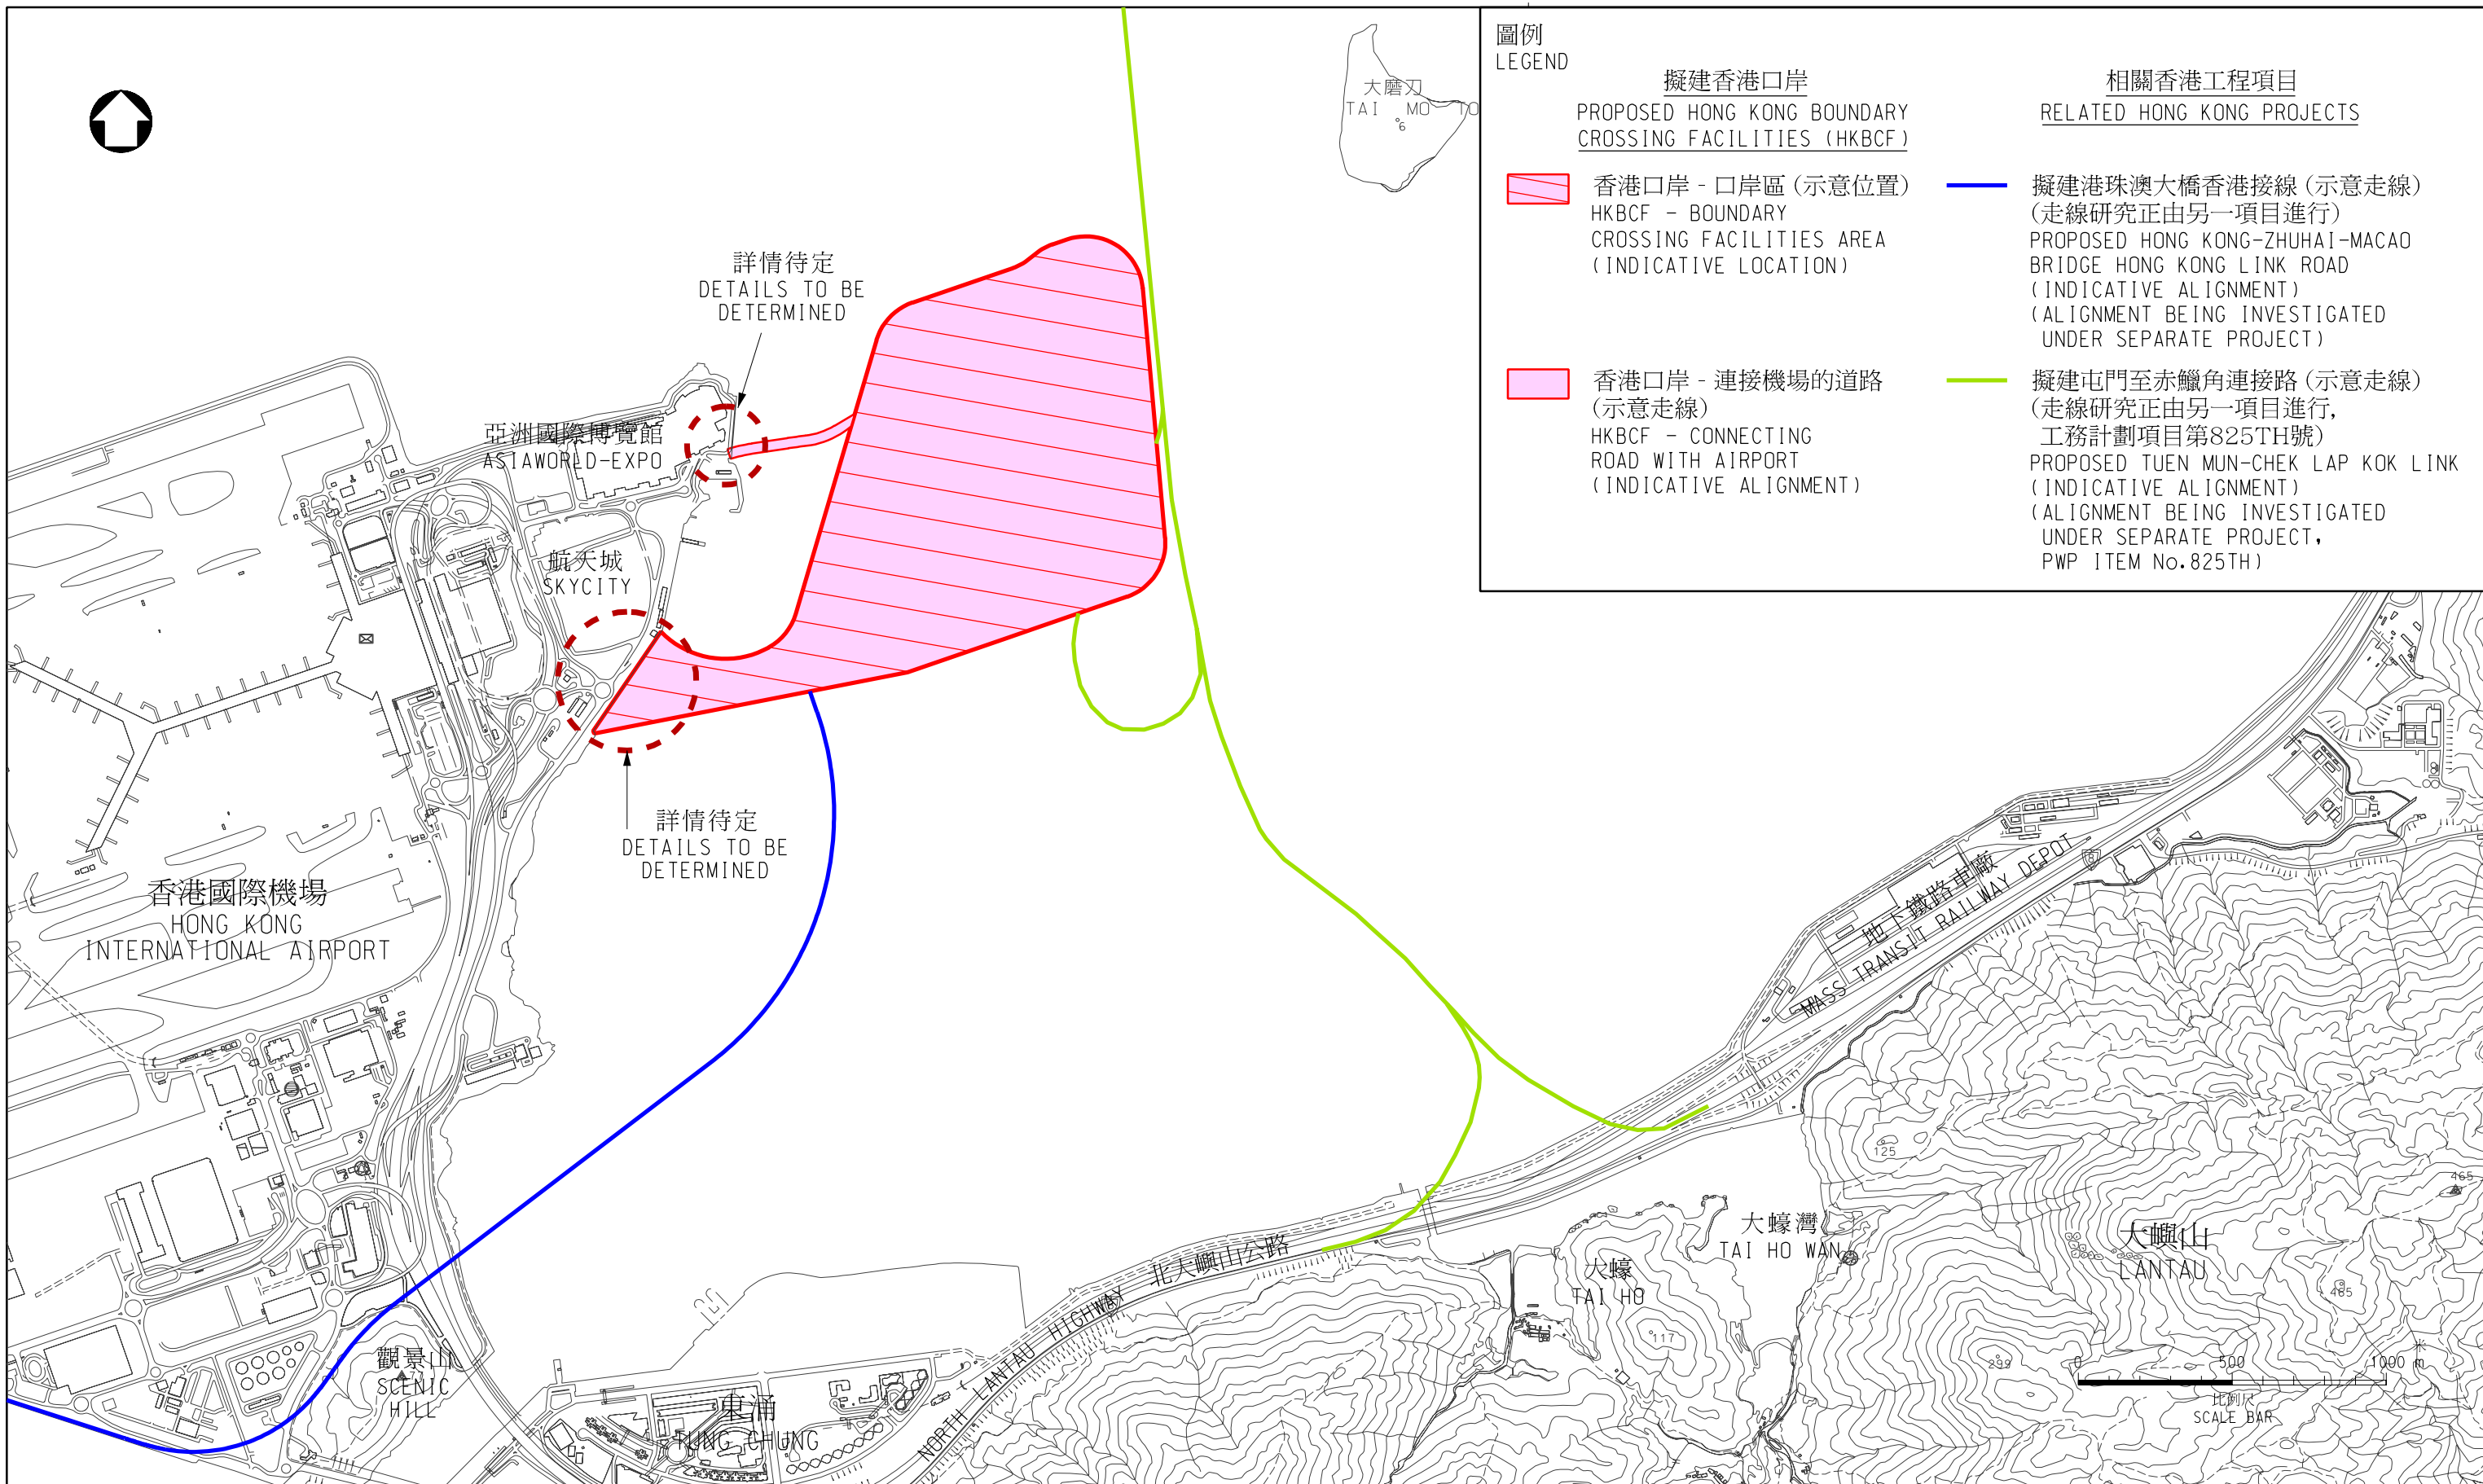 圖例
LEGEND
擬建香港口岸
PROPOSED HONG KONG BOUNDARY
CROSSING FACILITIES (HKBCF)
香港口岸 - 口岸區 (示意位置)
HKBCF - BOUNDARY
CROSSING FACILITIES AREA
(INDICATIVE LOCATION)
香港口岸 - 連接機場的道路
(示意走線)
HKBCF - CONNECTING
ROAD WITH AIRPORT
(INDICATIVE ALIGNMENT)
相關香港工程項目
RELATED HONG KONG PROJECTS
擬建港珠澳大橋香港接線 (示意走線)
(走線研究正由另一項目進行)
PROPOSED HONG KONG-ZHUHAI-MACAO
BRIDGE HONG KONG LINK ROAD
(INDICATIVE ALIGNMENT)
(ALIGNMENT BEING INVESTIGATED
UNDER SEPARATE PROJECT)
擬建屯門至赤鱲角連接路 (示意走線)
(走線研究正由另一項目進行,
工務計劃項目第825TH號)
PROPOSED TUEN MUN-CHEK LAP KOK LINK
(INDICATIVE ALIGNMENT)
(ALIGNMENT BEING INVESTIGATED
UNDER SEPARATE PROJECT,
PWP ITEM No.825TH)
大磨刀
TAI MO TO
6
詳情待定
DETAILS TO BE
DETERMINED
亞洲國際博覽館
ASIAWORLD-EXPO
航天城
SKYCITY
詳情待定
DETAILS TO BE
DETERMINED
香港國際機場
HONG KONG
INTERNATIONAL AIRPORT
地下鐵路車廠
MASS TRANSIT RAILWAY DEPOT
125
465
大蠔灣
TAI HO WAN
大嶼山
LANTAU
大蠔
TAI HO
北大嶼山公路
NORTH LANTAU HIGHWAY
465
117
299
觀景山
77
SCENIC
HILL
東涌
TUNG CHUNG
0 500 1000 m
米
比例尺
SCALE BAR